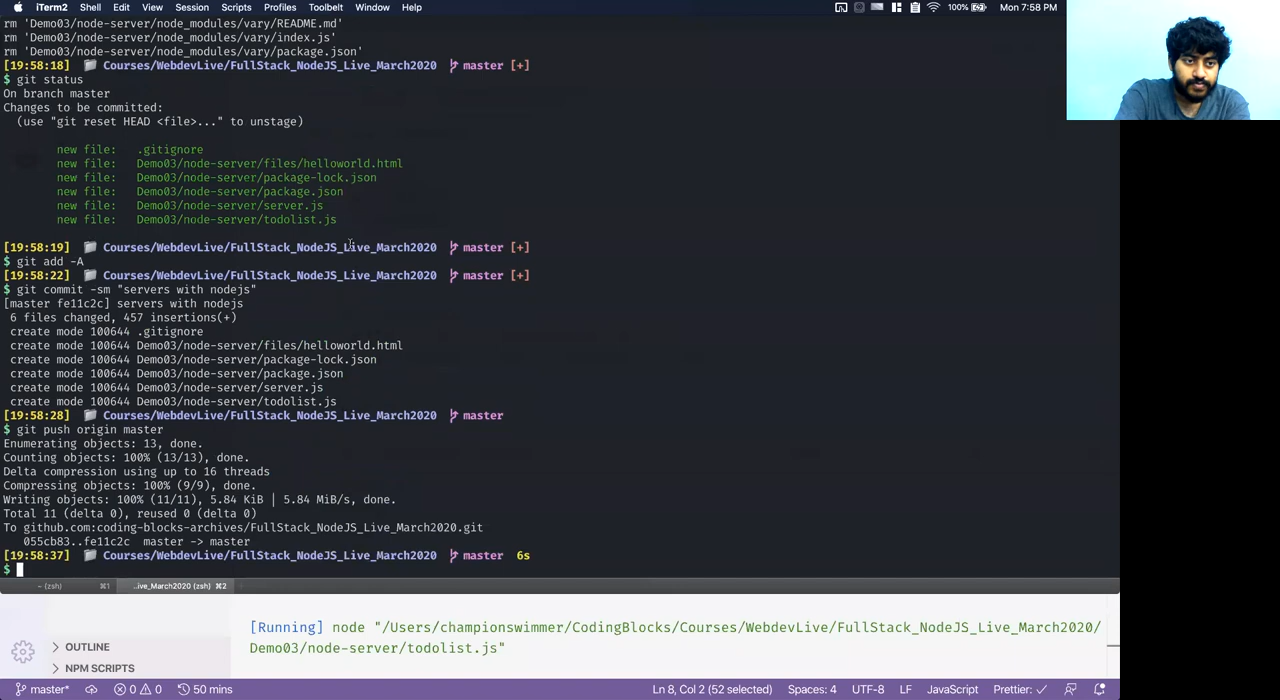 iTerm2 Shell Edit View Session Scripts Profiles Toolbelt Window Help 100% Mon 7:58 PM
rm 'Demo03/node-server/node_modules/vary/README.md'
rm 'Demo03/node-server/node_modules/vary/index.js'
rm 'Demo03/node-server/node_modules/vary/package.json'
[19:58:18] Courses/WebdevLive/FullStack_NodeJS_Live_March2020 master [+]
$ git status
On branch master
Changes to be committed:
(use "git reset HEAD <file>..." to unstage)
new file: .gitignore
new file: Demo03/node-server/files/helloworld.html
new file: Demo03/node-server/package-lock.json
new file: Demo03/node-server/package.json
new file: Demo03/node-server/server.js
new file: Demo03/node-server/todolist.js
[19:58:19] Courses/WebdevLive/FullStack_NodeJS_Live_March2020 master [+]
$ git add -A
[19:58:22] Courses/WebdevLive/FullStack_NodeJS_Live_March2020 master [+]
$ git commit -sm "servers with nodejs"
[master fe11c2c] servers with nodejs
6 files changed, 457 insertions(+)
create mode 100644 .gitignore
create mode 100644 Demo03/node-server/files/helloworld.html
create mode 100644 Demo03/node-server/package-lock.json
create mode 100644 Demo03/node-server/package.json
create mode 100644 Demo03/node-server/server.js
create mode 100644 Demo03/node-server/todolist.js
[19:58:28] Courses/WebdevLive/FullStack_NodeJS_Live_March2020 master
$ git push origin master
Enumerating objects: 13, done.
Counting objects: 100% (13/13), done.
Delta compression using up to 16 threads
Compressing objects: 100% (9/9), done.
Writing objects: 100% (11/11), 5.84 KiB | 5.84 MiB/s, done.
Total 11 (delta 0), reused 0 (delta 0)
To github.com:coding-blocks-archives/FullStack_NodeJS_Live_March2020.git
055cb83..fe11c2c master -> master
[19:58:37] Courses/WebdevLive/FullStack_NodeJS_Live_March2020 master 6s
$
~ (zsh) ⌘1 ..ive_March2020 (zsh) ⌘2
[Running] node "/Users/championswimmer/CodingBlocks/Courses/WebdevLive/FullStack_NodeJS_Live_March2020/
Demo03/node-server/todolist.js"
OUTLINE
NPM SCRIPTS
master* 0 0 50 mins Ln 8, Col 2 (52 selected) Spaces: 4 UTF-8 LF JavaScript Prettier: ✓